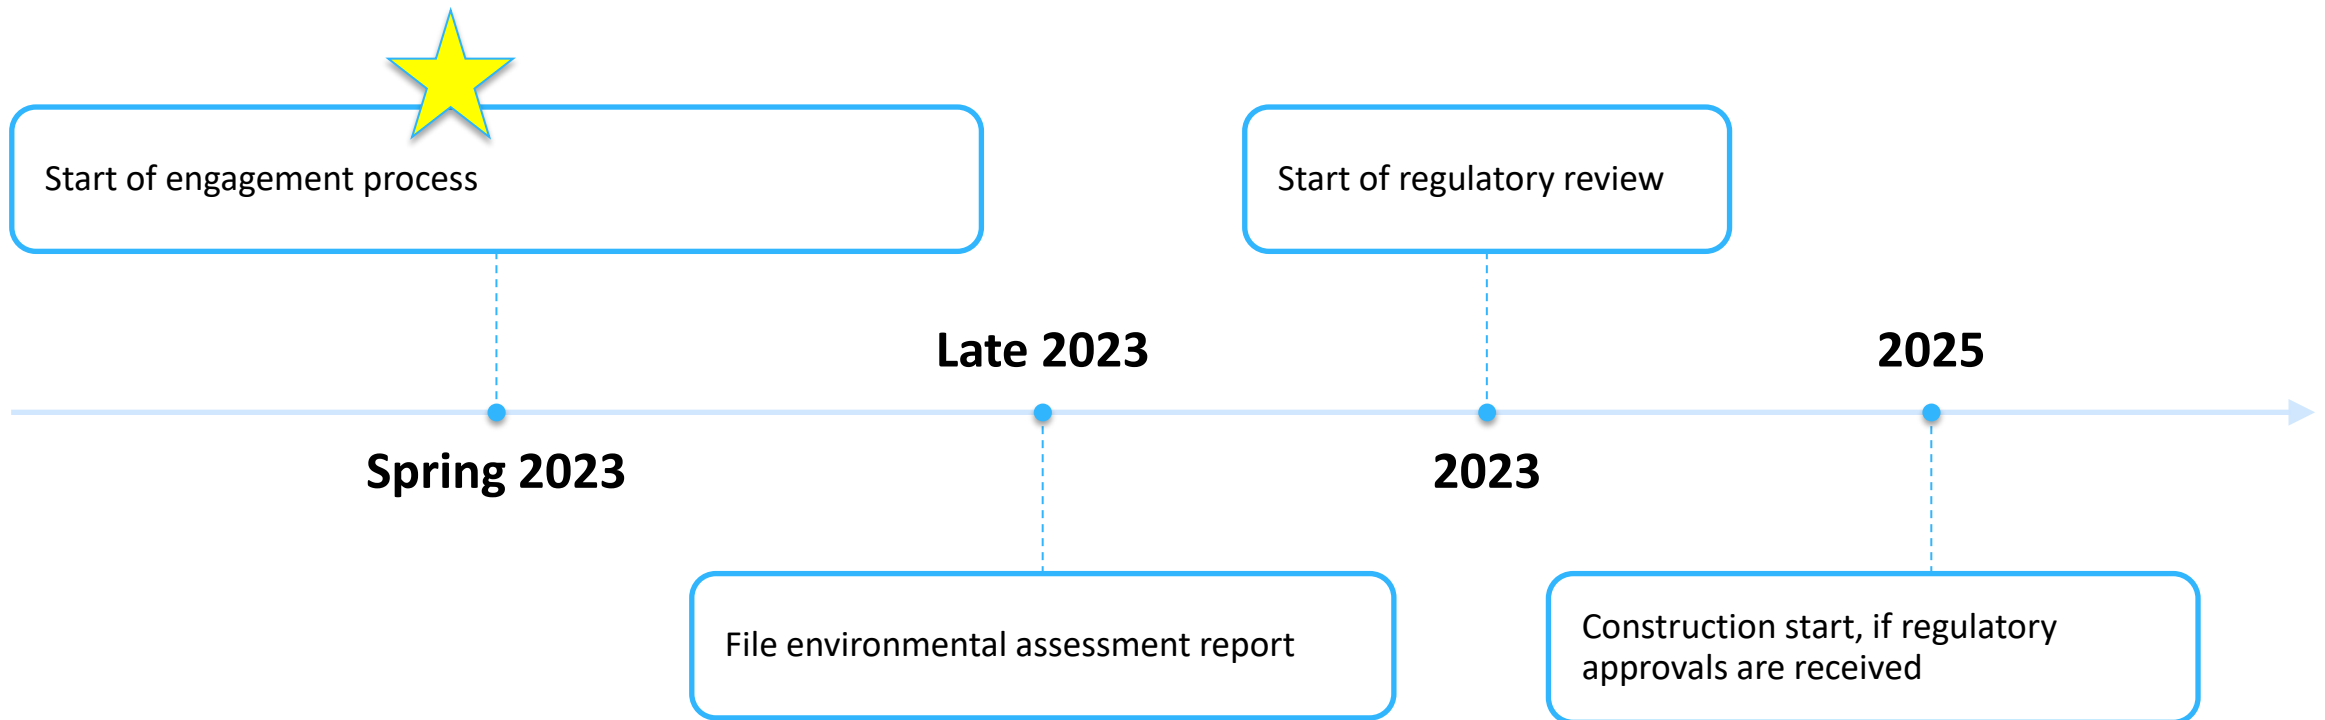 Start of engagement process
Start of regulatory review
Late 2023
2025
Spring 2023
2023
File environmental assessment report
Construction start, if regulatory
approvals are received